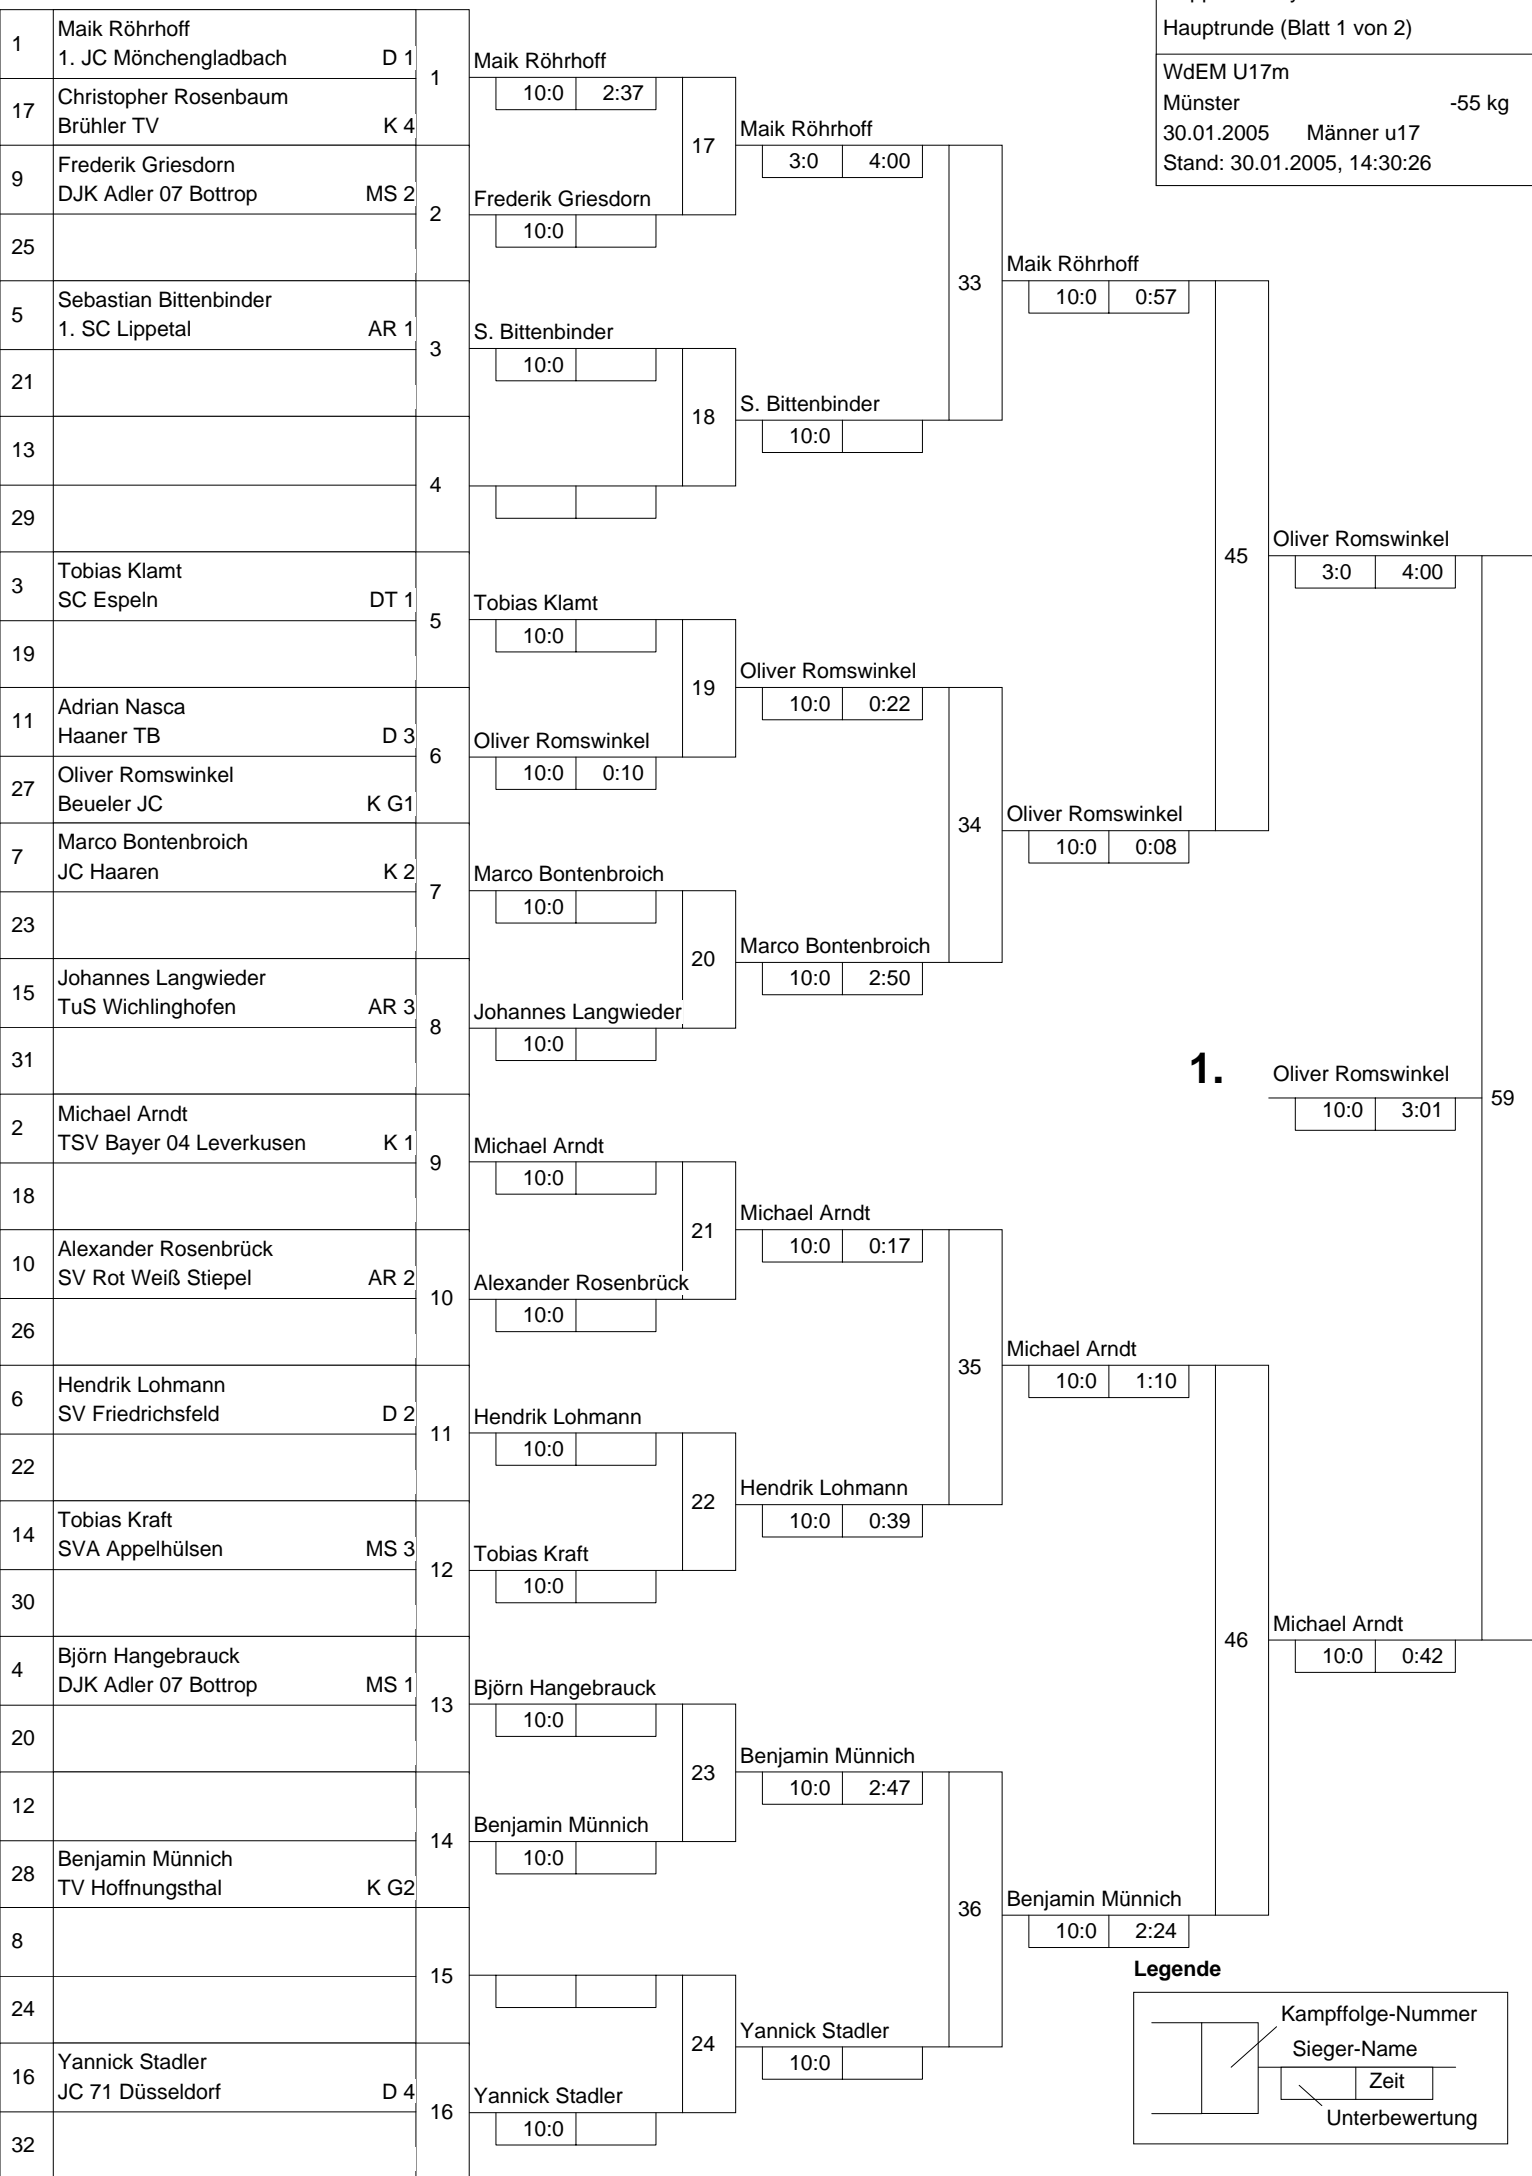 Hauptrunde (Blatt 1 von 2)
WdEM U17m
Münster -55 kg
30.01.2005 Männer u17
Stand: 30.01.2005, 14:30:26
1 Maik Röhrhoff
1. JC Mönchengladbach D 1
17 Christopher Rosenbaum
Brühler TV K 4
9 Frederik Griesdorn
DJK Adler 07 Bottrop MS 2
25
5 Sebastian Bittenbinder
1. SC Lippetal AR 1
21
13
29
3 Tobias Klamt
SC Espeln DT 1
19
11 Adrian Nasca
Haaner TB D 3
27 Oliver Romswinkel
Beueler JC K G1
7 Marco Bontenbroich
JC Haaren K 2
23
15 Johannes Langwieder
TuS Wichlinghofen AR 3
31
2 Michael Arndt
TSV Bayer 04 Leverkusen K 1
18
10 Alexander Rosenbrück
SV Rot Weiß Stiepel AR 2
26
6 Hendrik Lohmann
SV Friedrichsfeld D 2
22
14 Tobias Kraft
SVA Appelhülsen MS 3
30
4 Björn Hangebrauck
DJK Adler 07 Bottrop MS 1
20
12
28 Benjamin Münnich
TV Hoffnungsthal K G2
8
24
16 Yannick Stadler
JC 71 Düsseldorf D 4
32
1 Maik Röhrhoff
10:0 2:37
2 Frederik Griesdorn
10:0
3 S. Bittenbinder
10:0
4
5 Tobias Klamt
10:0
6 Oliver Romswinkel
10:0 0:10
7 Marco Bontenbroich
10:0
8 Johannes Langwieder
10:0
9 Michael Arndt
10:0
10 Alexander Rosenbrück
10:0
11 Hendrik Lohmann
10:0
12 Tobias Kraft
10:0
13 Björn Hangebrauck
10:0
14 Benjamin Münnich
10:0
15
16 Yannick Stadler
10:0
17 Maik Röhrhoff
3:0 4:00
18 S. Bittenbinder
10:0
19 Oliver Romswinkel
10:0 0:22
20 Marco Bontenbroich
10:0 2:50
21 Michael Arndt
10:0 0:17
22 Hendrik Lohmann
10:0 0:39
23 Benjamin Münnich
10:0 2:47
24 Yannick Stadler
10:0
33 Maik Röhrhoff
10:0 0:57
34 Oliver Romswinkel
10:0 0:08
35 Michael Arndt
10:0 1:10
36 Benjamin Münnich
10:0 2:24
45 Oliver Romswinkel
3:0 4:00
46 Michael Arndt
10:0 0:42
1. Oliver Romswinkel 59
10:0 3:01
Legende
Kampffolge-Nummer
Sieger-Name
Zeit
Unterbewertung